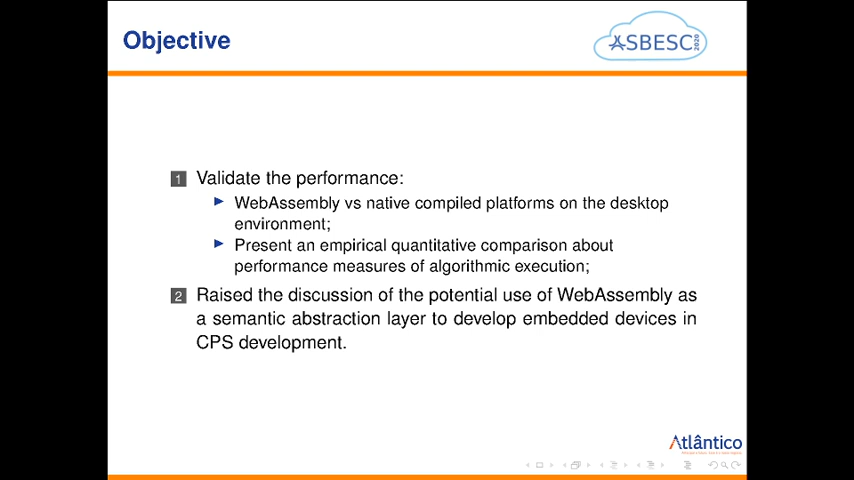 Objective
SBESC
2020
1 Validate the performance:
WebAssembly vs native compiled platforms on the desktop
environment;
Present an empirical quantitative comparison about
performance measures of algorithmic execution;
2 Raised the discussion of the potential use of WebAssembly as
a semantic abstraction layer to develop embedded devices in
CPS development.
Atlântico